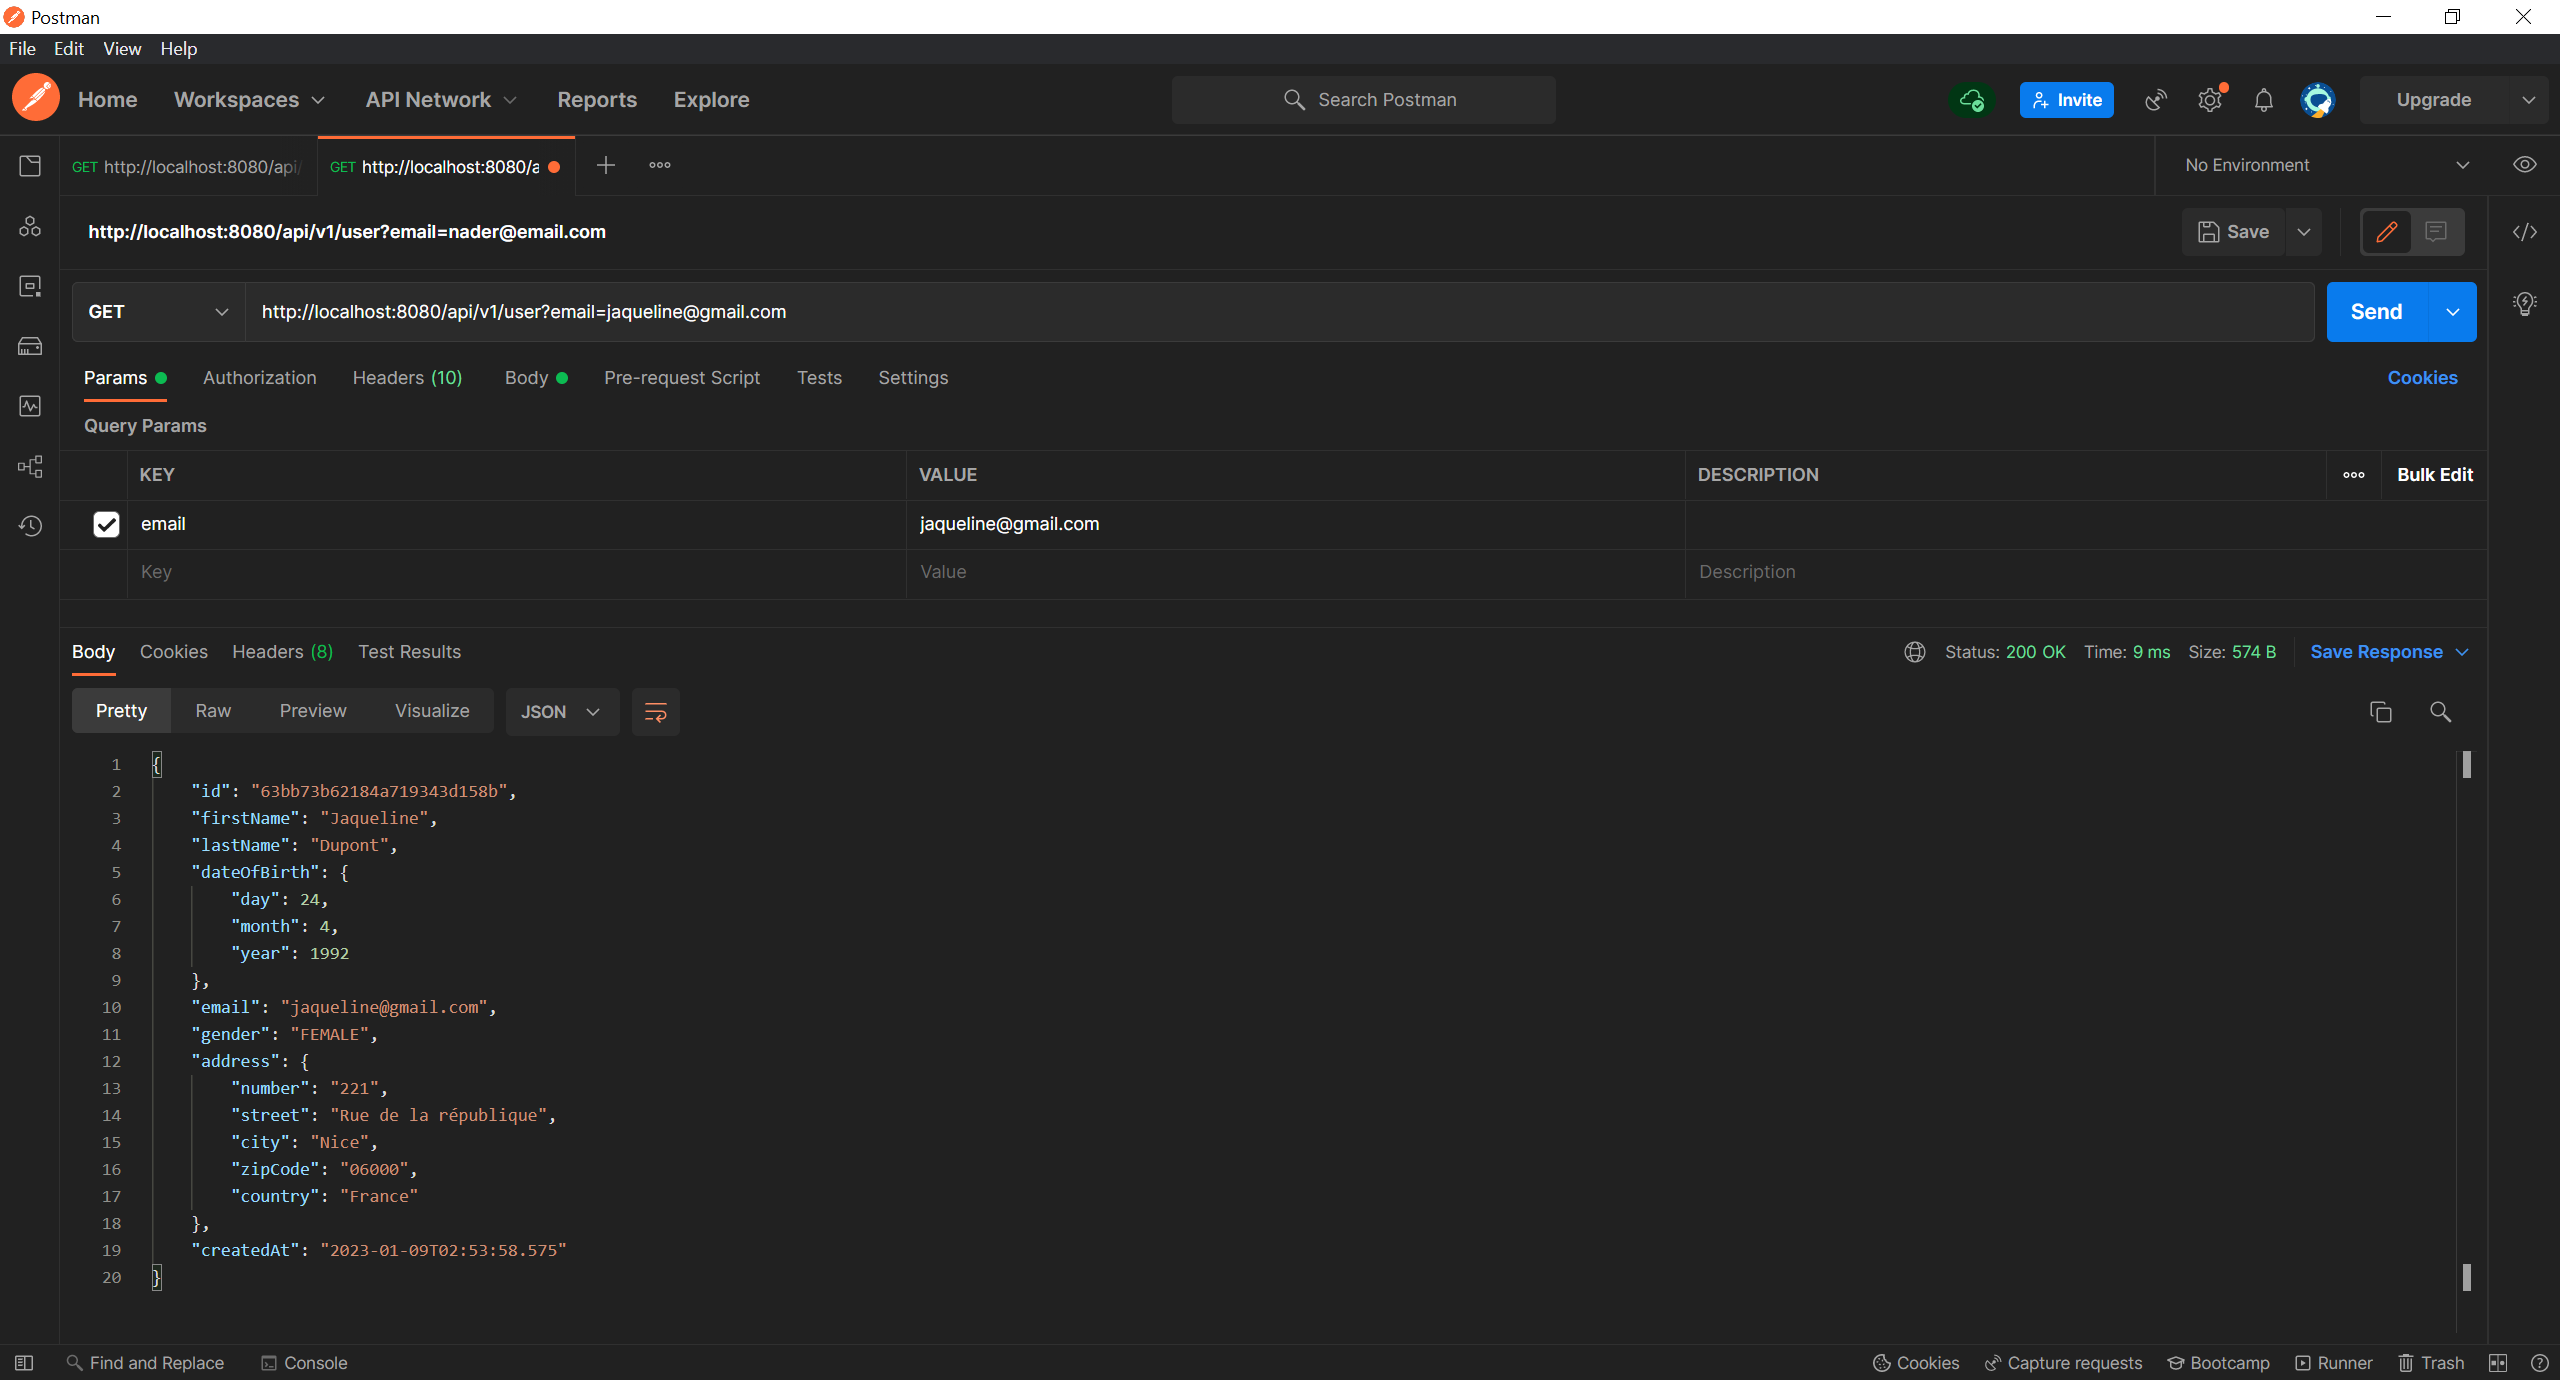 Postman
File Edit View Help
Home Workspaces API Network Reports Explore Search Postman Invite Upgrade
GET http://localhost:8080/api/ GET http://localhost:8080/a No Environment
http://localhost:8080/api/v1/user?email=nader@email.com Save
GET http://localhost:8080/api/v1/user?email=jaqueline@gmail.com Send
Params Authorization Headers (10) Body Pre-request Script Tests Settings Cookies
Query Params
KEY VALUE DESCRIPTION Bulk Edit
email jaqueline@gmail.com
Key Value Description
Body Cookies Headers (8) Test Results Status: 200 OK Time: 9 ms Size: 574 B Save Response
Pretty Raw Preview Visualize JSON
1 {
2 "id": "63bb73b62184a719343d158b",
3 "firstName": "Jaqueline",
4 "lastName": "Dupont",
5 "dateOfBirth": {
6 "day": 24,
7 "month": 4,
8 "year": 1992
9 },
10 "email": "jaqueline@gmail.com",
11 "gender": "FEMALE",
12 "address": {
13 "number": "221",
14 "street": "Rue de la république",
15 "city": "Nice",
16 "zipCode": "06000",
17 "country": "France"
18 },
19 "createdAt": "2023-01-09T02:53:58.575"
20 }
Find and Replace Console Cookies Capture requests Bootcamp Runner Trash